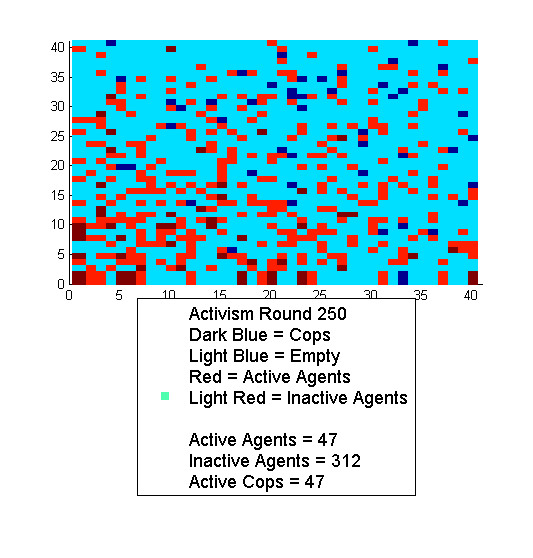 40
35
30
25
20
15
10
5
0
0 5 10 15 20 25 30 35 40
Activism Round 250
Dark Blue = Cops
Light Blue = Empty
Red = Active Agents
Light Red = Inactive Agents
Active Agents = 47
Inactive Agents = 312
Active Cops = 47